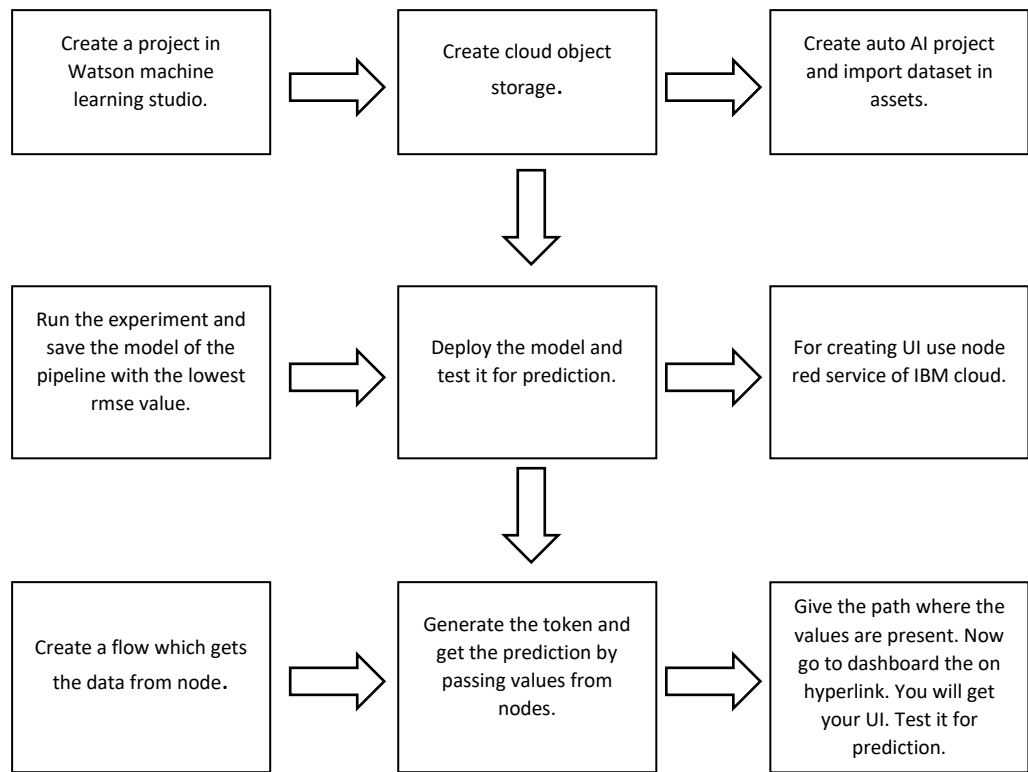 Create a project in
Watson machine
learning studio.
Create cloud object
storage.
Create auto AI project
and import dataset in
assets.
Run the experiment and
save the model of the
pipeline with the lowest
rmse value.
Deploy the model and
test it for prediction.
For creating UI use node
red service of IBM cloud.
Create a flow which gets
the data from node.
Generate the token and
get the prediction by
passing values from
nodes.
Give the path where the
values are present. Now
go to dashboard the on
hyperlink. You will get
your UI. Test it for
prediction.